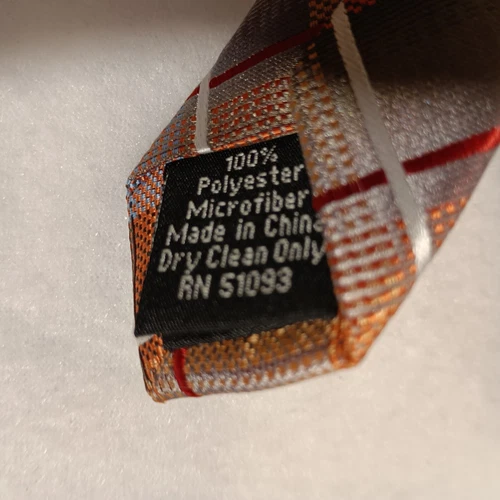 100%
Polyester
Microfiber
Made in China
Dry Clean Only
RN 51093